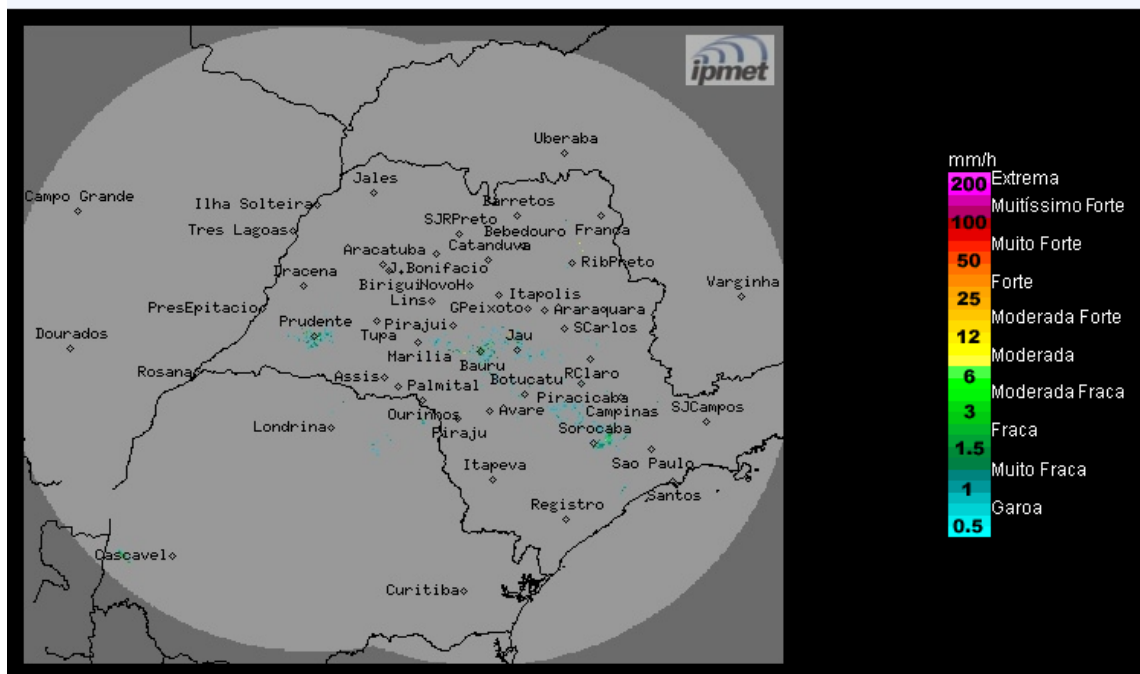 ipmet
Uberaba
Jales
Campo Grande
Ilha Solteira
Barretos
SJRPreto
Tres Lagoas
Bebedouro
Franca
Aracatuba
Catanduva
J.Bonifacio
RibPreto
Dracena
Birigui
NovoH
Varginha
Itapolis
Lins
PresEpitacio
GPeixoto
Araraquara
Prudente
Pirajui
SCarlos
Dourados
Tupa
Jau
Marilia
Bauru
Rosana
Assis
Botucatu
RClaro
Palmital
Piracicaba
Ourinhos
Avare
Campinas
SJCampos
Londrina
Piraju
Sorocaba
Itapeva
Sao Paulo
Santos
Registro
Cascavel
Curitiba
mm/h
200
Extrema
Muitíssimo Forte
100
Muito Forte
50
Forte
25
Moderada Forte
12
Moderada
6
Moderada Fraca
3
Fraca
1.5
Muito Fraca
1
Garoa
0.5